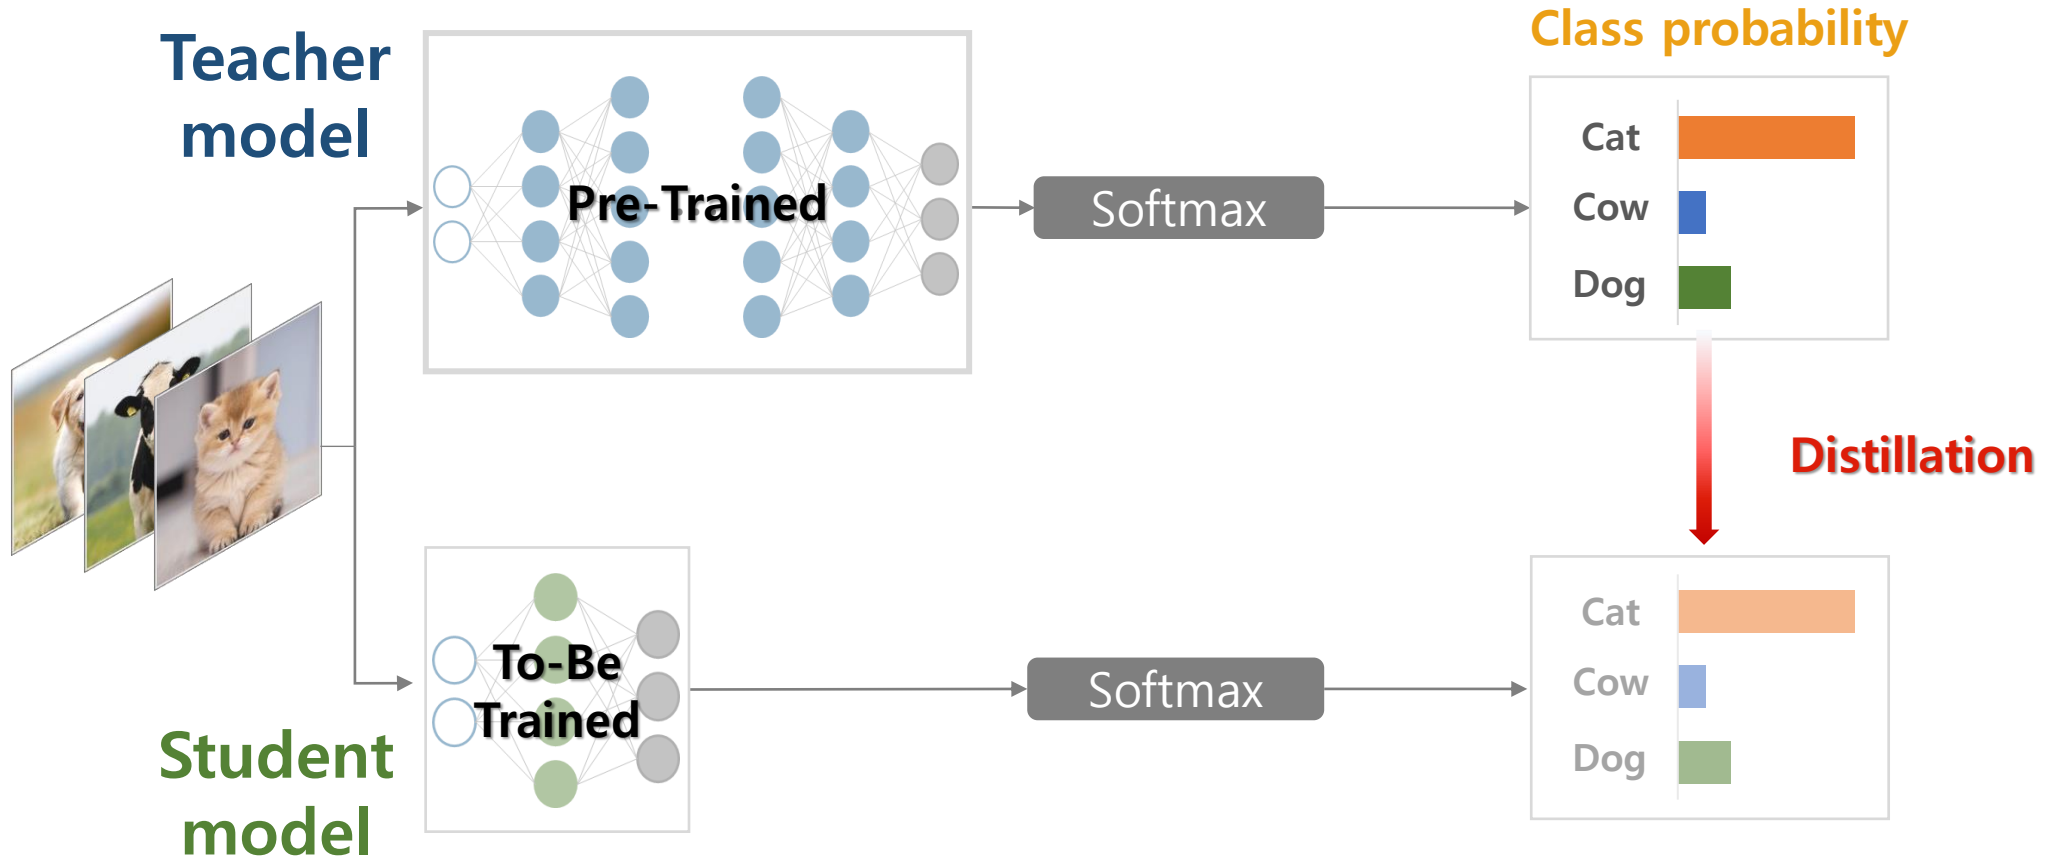 Teacher
model
Pre-Trained
Softmax
Class probability
Cat
Cow
Dog
Distillation
Student
model
To-Be
Trained
Softmax
Cat
Cow
Dog